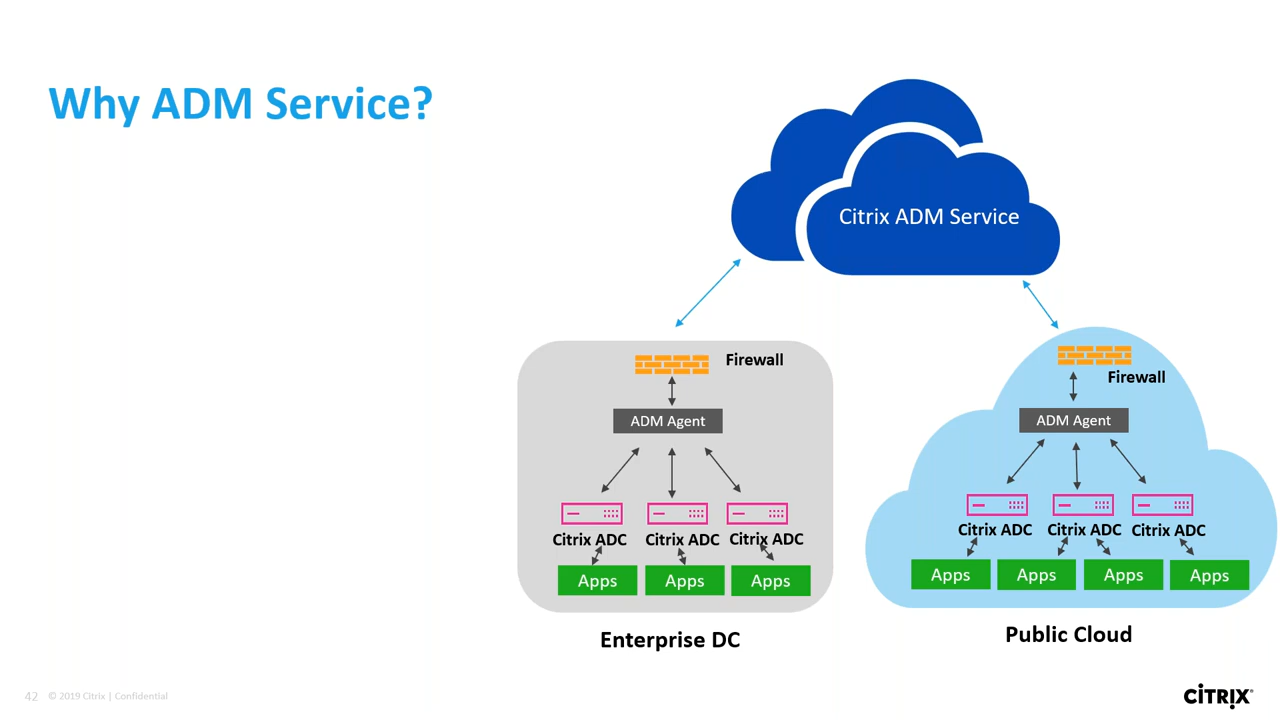 Why ADM Service?
Citrix ADM Service
Firewall
ADM Agent
Citrix ADC Citrix ADC Citrix ADC
Apps Apps Apps
Enterprise DC
Firewall
ADM Agent
Citrix ADC Citrix ADC Citrix ADC
Apps Apps Apps Apps
Public Cloud
42 © 2019 Citrix | Confidential
CITRIX